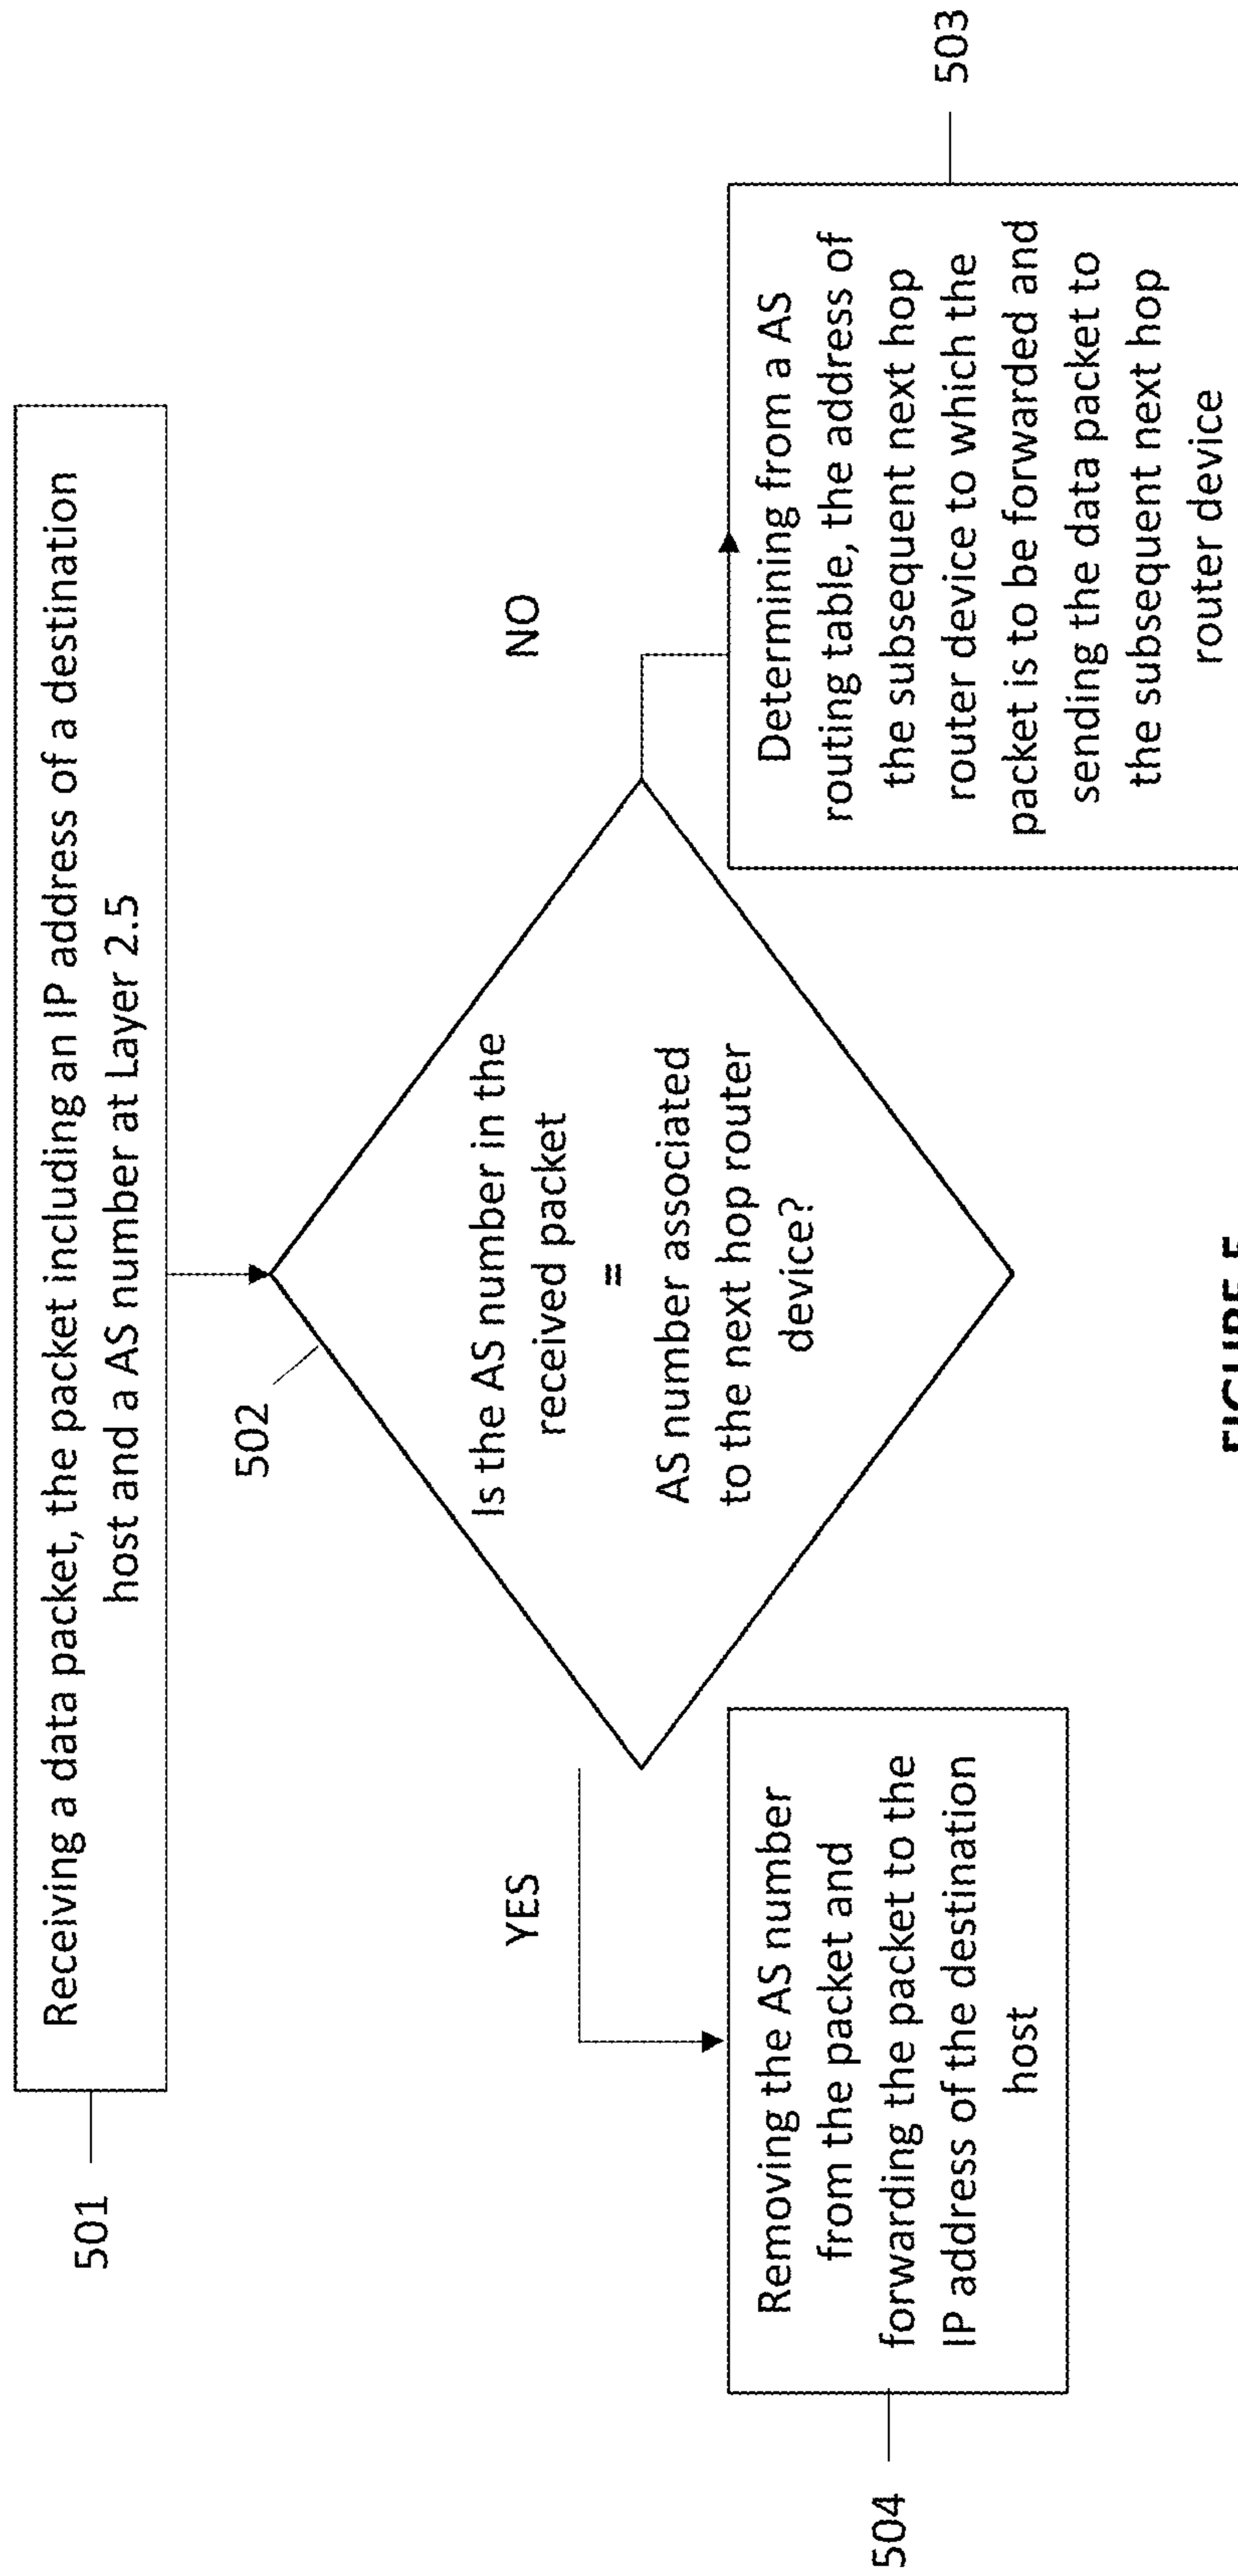 501
Receiving a data packet, the packet including an IP address of a destination
host and a AS number at Layer 2.5
502
Is the AS number in the
received packet
=
AS number associated
to the next hop router
device?
YES
NO
504
Removing the AS number
from the packet and
forwarding the packet to the
IP address of the destination
host
Determining from a AS
routing table, the address of
the subsequent next hop
router device to which the
packet is to be forwarded and
sending the data packet to
the subsequent next hop
router device
503
FIGURE 5